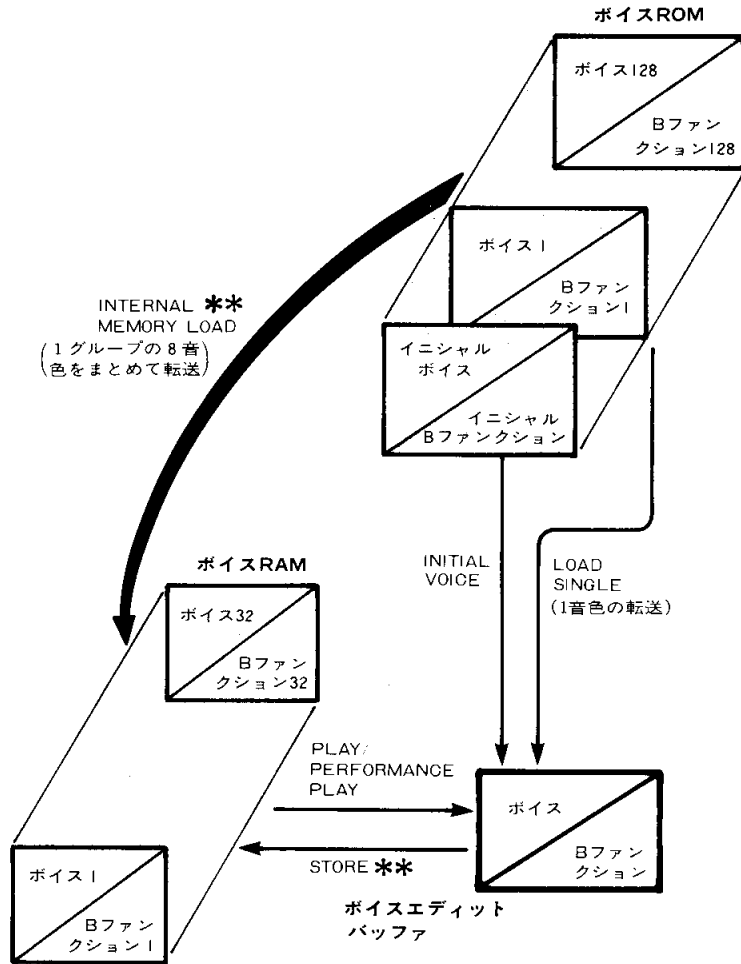 ボイスROM
ボイス128
Bファン
クション128
ボイス1
Bファン
クション1
イニシャル
ボイス
イニシャル
Bファンクション
INTERNAL **
MEMORY LOAD
(1グループの8音
色をまとめて転送)
INITIAL
VOICE
LOAD
SINGLE
(1音色の転送)
ボイスRAM
ボイス32
Bファン
クション32
PLAY/
PERFORMANCE
PLAY
STORE **
ボイス
Bファン
クション
ボイスエディット
バッファ
ボイス1
Bファン
クション1